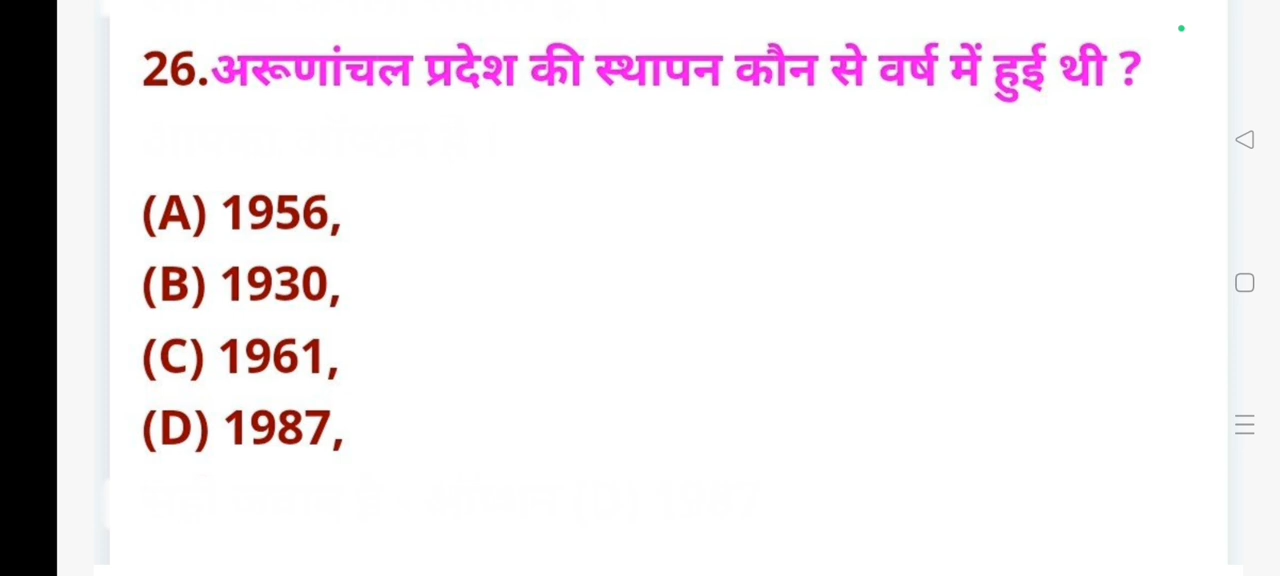 26.अरूणांचल प्रदेश की स्थापन कौन से वर्ष में हुई थी ?
(A) 1956,
(B) 1930,
(C) 1961,
(D) 1987,